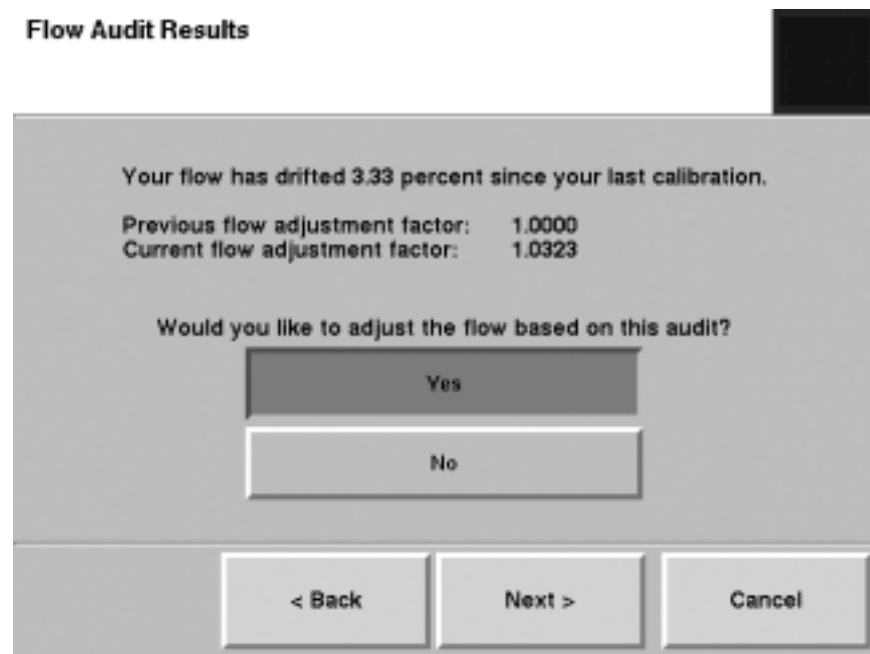 Flow Audit Results
Your flow has drifted 3.33 percent since your last calibration.
Previous flow adjustment factor: 1.0000
Current flow adjustment factor: 1.0323
Would you like to adjust the flow based on this audit?
Yes
No
< Back Next > Cancel